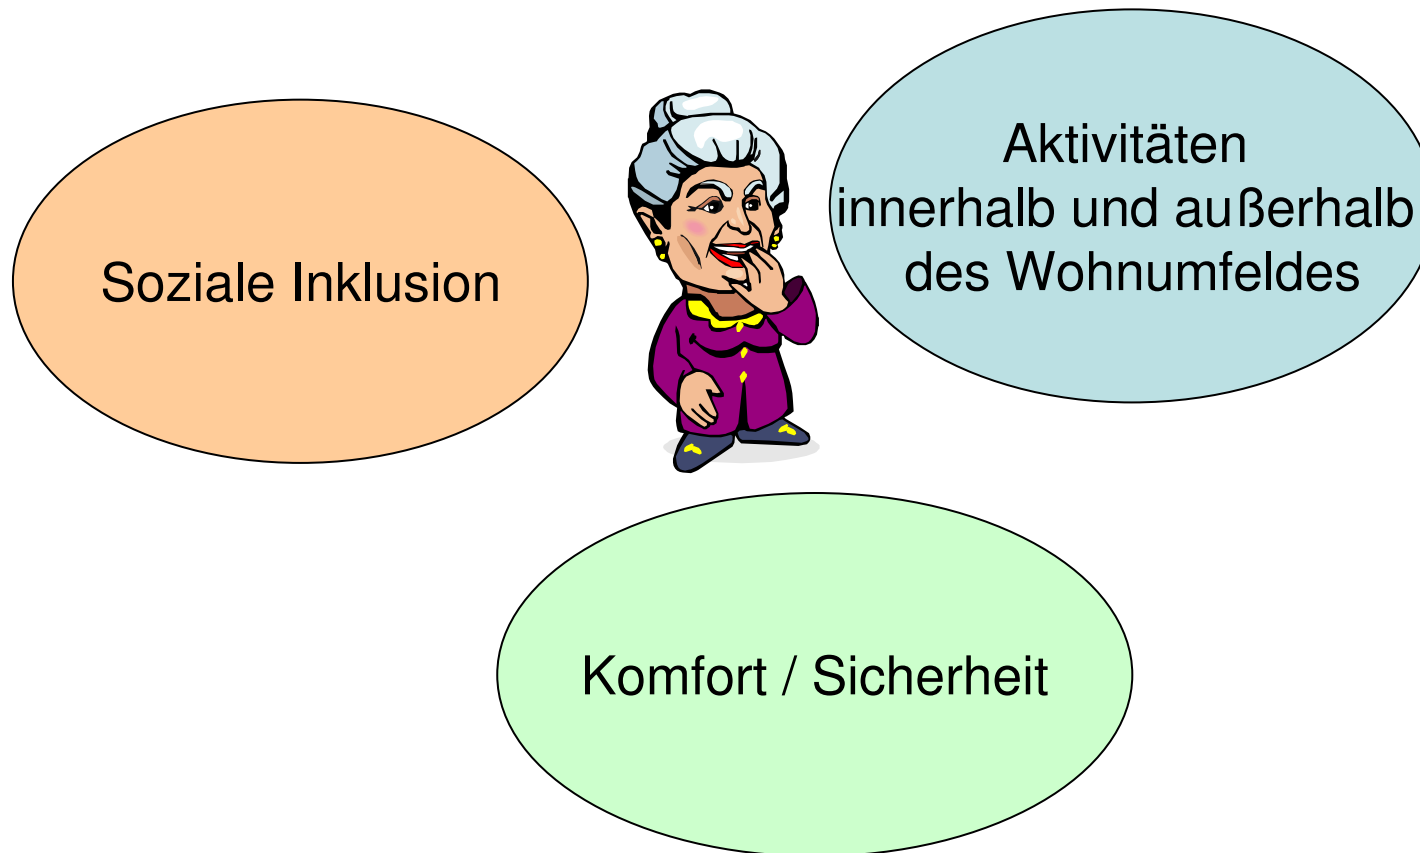 Soziale Inklusion
Aktivitäten
innerhalb und außerhalb
des Wohnumfeldes
Komfort / Sicherheit